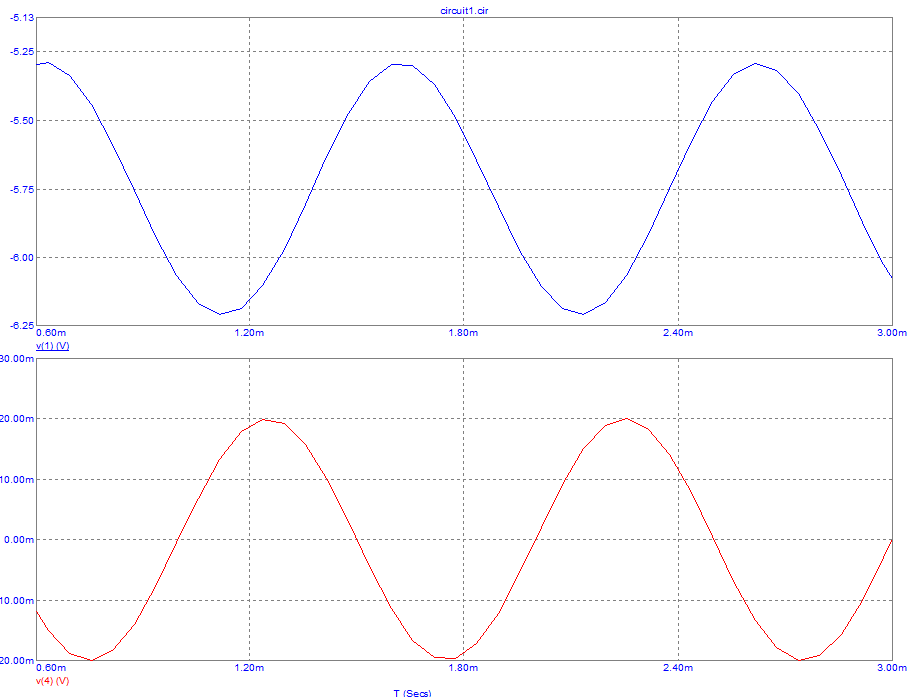 circuit1.cir
-5.13
-5.25
-5.50
-5.75
-6.00
-6.25
0.60m 1.20m 1.80m 2.40m 3.00m
v(1) (V)
30.00m
20.00m
10.00m
0.00m
10.00m
20.00m
0.60m 1.20m 1.80m 2.40m 3.00m
v(4) (V)
T (Secs)